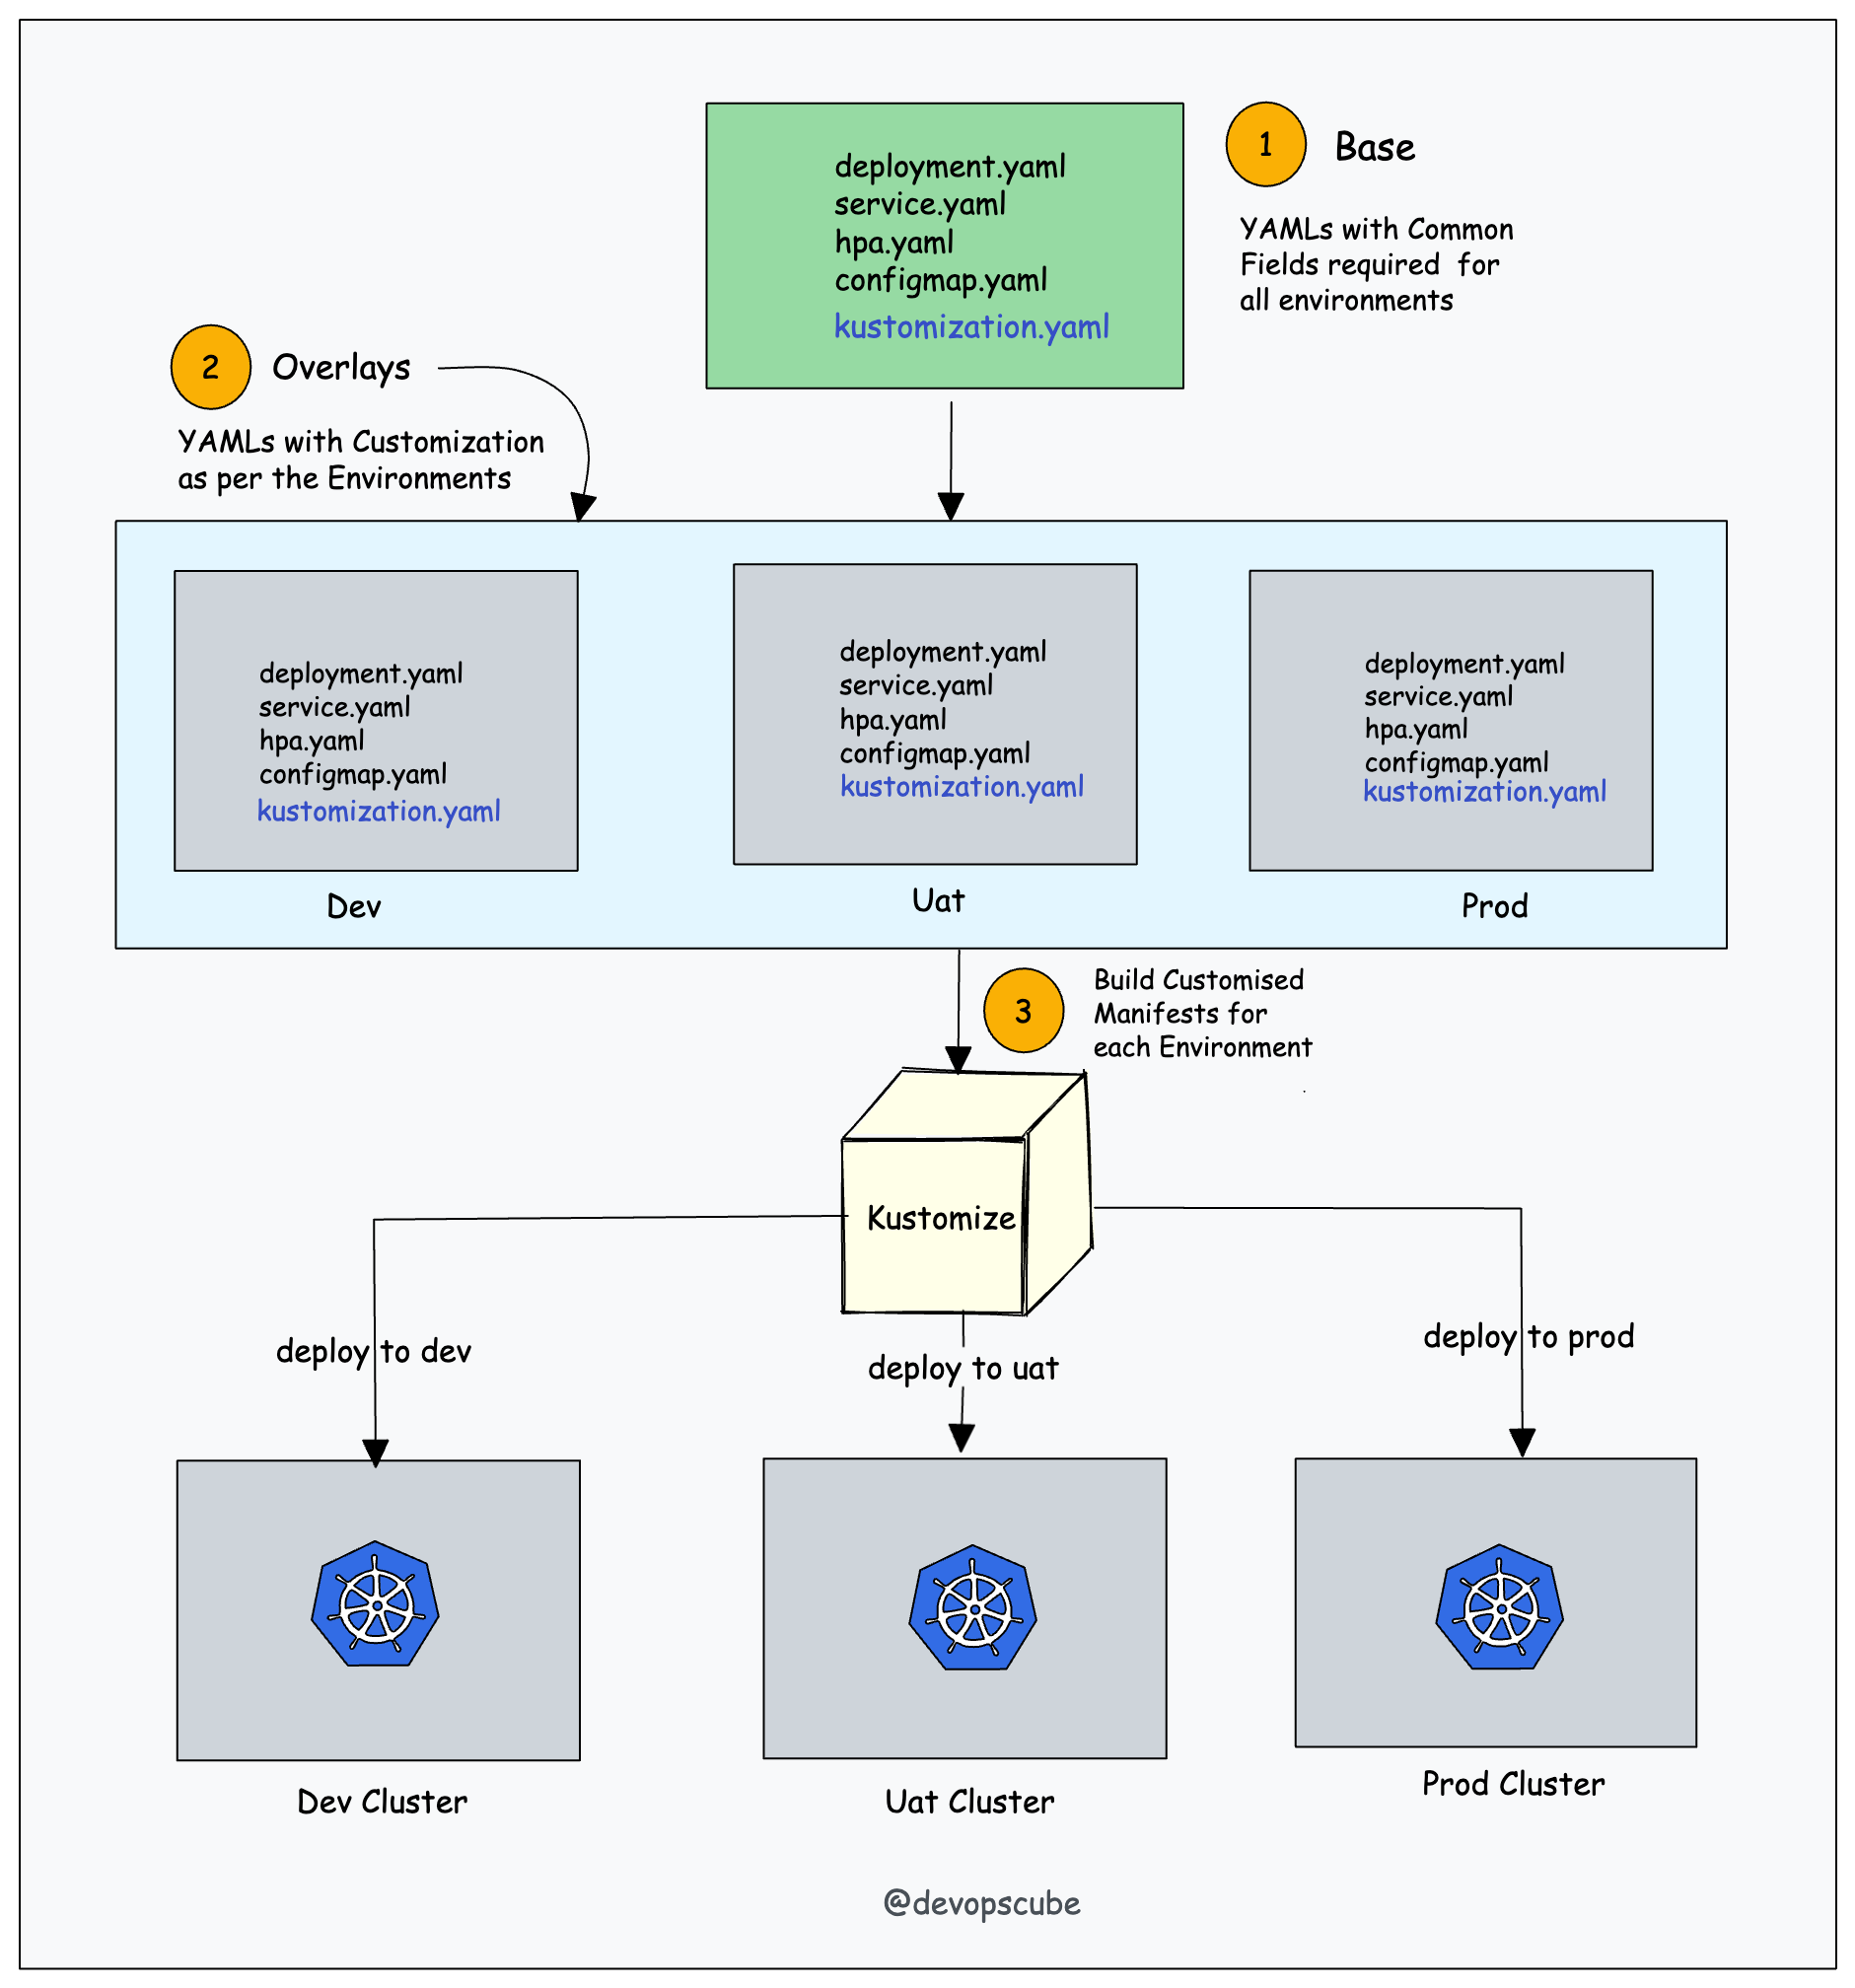 1
Base
deployment.yaml
service.yaml
hpa.yaml
configmap.yaml
kustomization.yaml
YAMLs with Common
Fields required for
all environments
2
Overlays
YAMLs with Customization
as per the Environments
deployment.yaml
service.yaml
hpa.yaml
configmap.yaml
kustomization.yaml
Dev
deployment.yaml
service.yaml
hpa.yaml
configmap.yaml
kustomization.yaml
Uat
deployment.yaml
service.yaml
hpa.yaml
configmap.yaml
kustomization.yaml
Prod
3
Build Customised
Manifests for
each Environment
Kustomize
deploy to dev
deploy to uat
deploy to prod
Dev Cluster
Uat Cluster
Prod Cluster
@devopscube